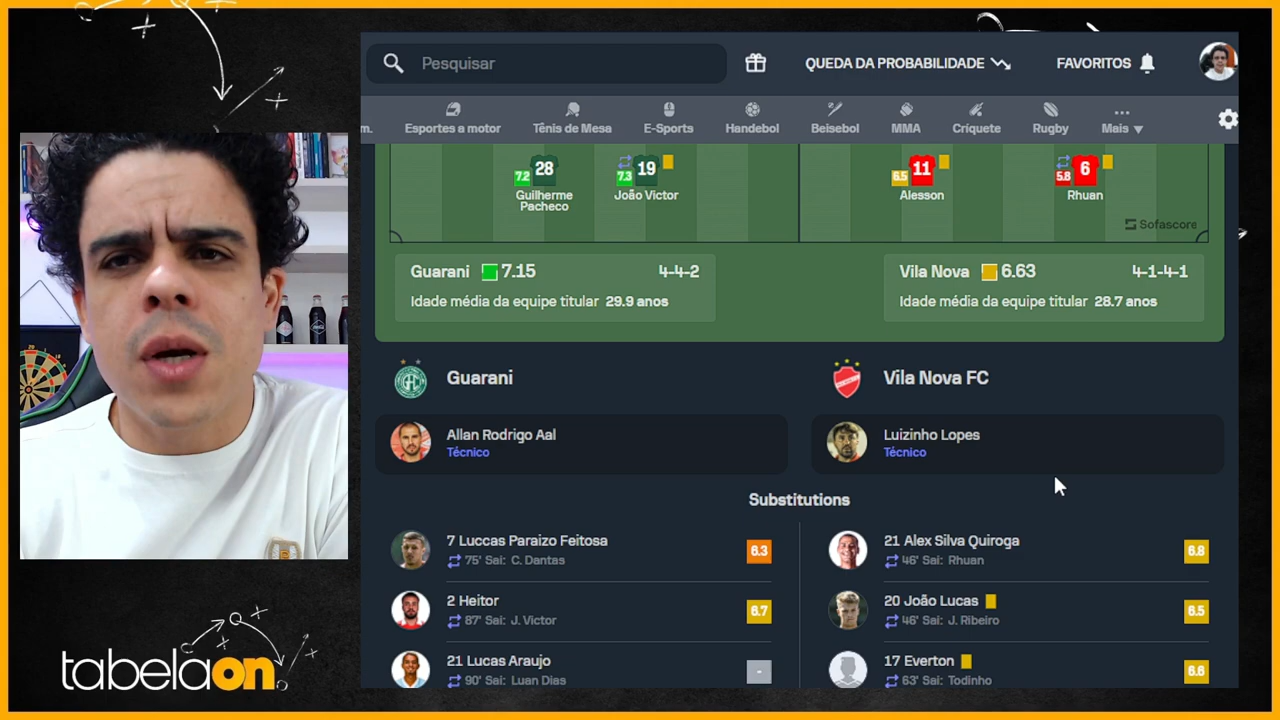 Pesquisar
QUEDA DA PROBABILIDADE
FAVORITOS
m.
Esportes a motor
Tênis de Mesa
E-Sports
Handebol
Beisebol
MMA
Críquete
Rugby
Mais ▼
28
7.2
Guilherme
Pacheco
19
7.3
João Victor
11
6.5
Alesson
6
5.8
Rhuan
Sofascore
Guarani 7.15 4-4-2
Idade média da equipe titular 29.9 anos
Vila Nova 6.63 4-1-4-1
Idade média da equipe titular 28.7 anos
Guarani
Vila Nova FC
Allan Rodrigo Aal
Técnico
Luizinho Lopes
Técnico
Substitutions
7 Luccas Paraizo Feitosa
75' Sai: C. Dantas
6.3
21 Alex Silva Quiroga
46' Sai: Rhuan
6.8
2 Heitor
87' Sai: J. Victor
6.7
20 João Lucas
46' Sai: J. Ribeiro
6.5
21 Lucas Araujo
90' Sai: Luan Dias
-
17 Everton
63' Sai: Todinho
6.6
tabelaon